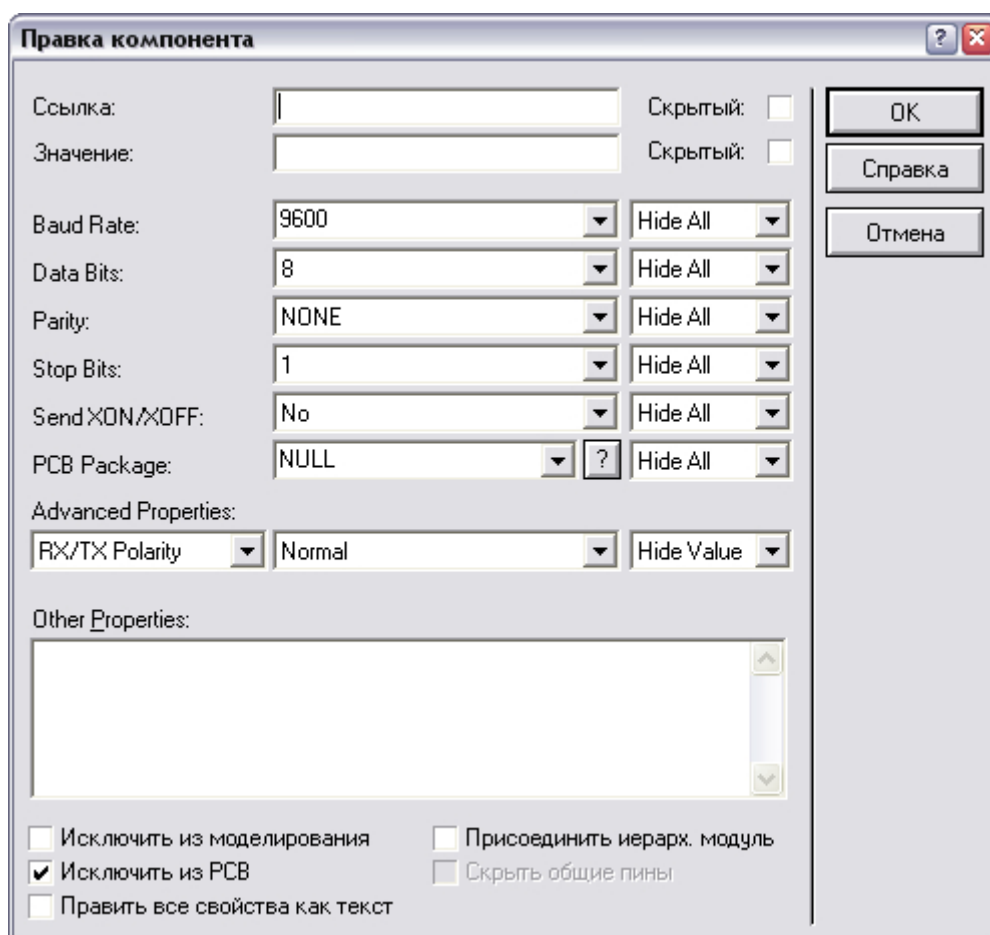 Правка компонента
Ссылка: Скрытый: OK
Значение: Скрытый: Справка
Baud Rate: 9600 Hide All Отмена
Data Bits: 8 Hide All
Parity: NONE Hide All
Stop Bits: 1 Hide All
Send XON/XOFF: No Hide All
PCB Package: NULL ? Hide All
Advanced Properties:
RX/TX Polarity Normal Hide Value
Other Properties:
Исключить из моделирования Присоединить иерарх. модуль
Исключить из PCB Скрыть общие пины
Править все свойства как текст